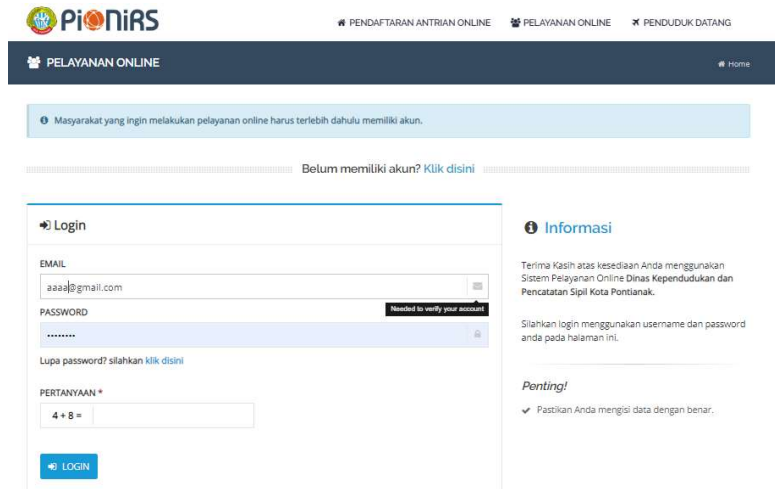 PiONiRS
PENDAFTARAN ANTRIAN ONLINE
PELAYANAN ONLINE
PENDUDUK DATANG
PELAYANAN ONLINE
Home
Masyarakat yang ingin melakukan pelayanan online harus terlebih dahulu memiliki akun.
Belum memiliki akun? Klik disini
Login
EMAIL
aaaa@gmail.com
Needed to verify your account
PASSWORD
••••••••
Lupa password? silahkan klik disini
PERTANYAAN *
4 + 8 =
LOGIN
Informasi
Terima Kasih atas kesediaan Anda menggunakan
Sistem Pelayanan Online Dinas Kependudukan dan
Pencatatan Sipil Kota Pontianak.
Silahkan login menggunakan username dan password
anda pada halaman ini.
Penting!
Pastikan Anda mengisi data dengan benar.